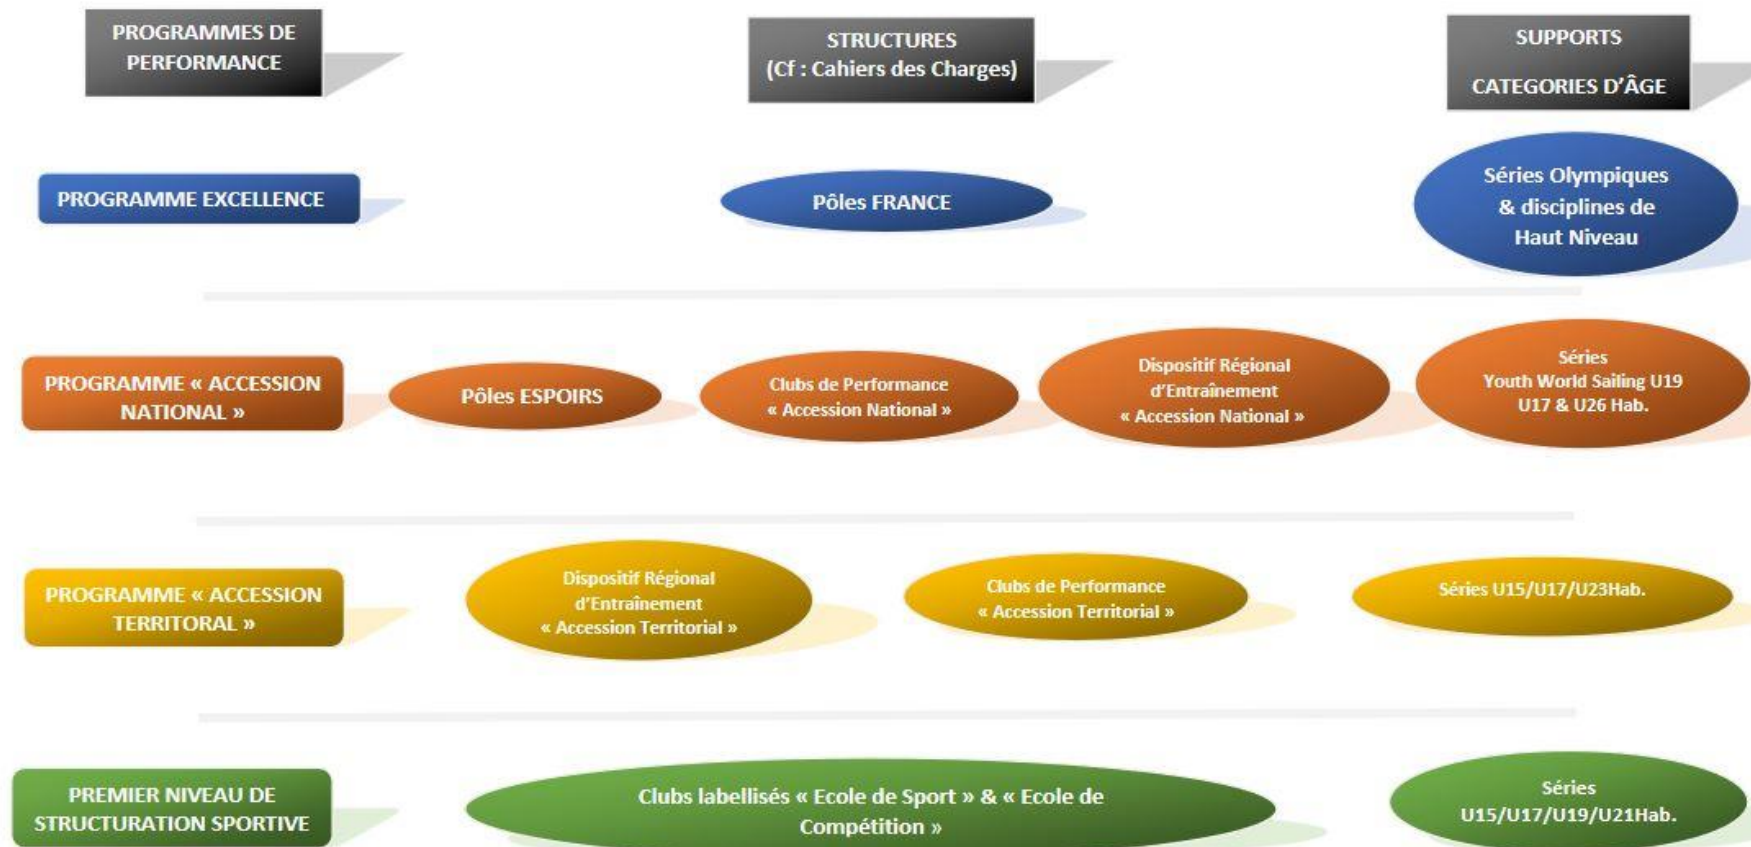 PROGRAMMES DE
PERFORMANCE
STRUCTURES
(Cf : Cahiers des Charges)
SUPPORTS
CATEGORIES D’ÂGE
PROGRAMME EXCELLENCE
Pôles FRANCE
Séries Olympiques
& disciplines de
Haut Niveau
PROGRAMME « ACCESSION
NATIONAL »
Pôles ESPOIRS
Clubs de Performance
« Accession National »
Dispositif Régional
d’Entraînement
« Accession National »
Séries
Youth World Sailing U19
U17 & U26 Hab.
PROGRAMME « ACCESSION
TERRITORAL »
Dispositif Régional
d’Entraînement
« Accession Territorial »
Clubs de Performance
« Accession Territorial »
Séries U15/U17/U23Hab.
PREMIER NIVEAU DE
STRUCTURATION SPORTIVE
Clubs labellisés « Ecole de Sport » & « Ecole de
Compétition »
Séries
U15/U17/U19/U21Hab.